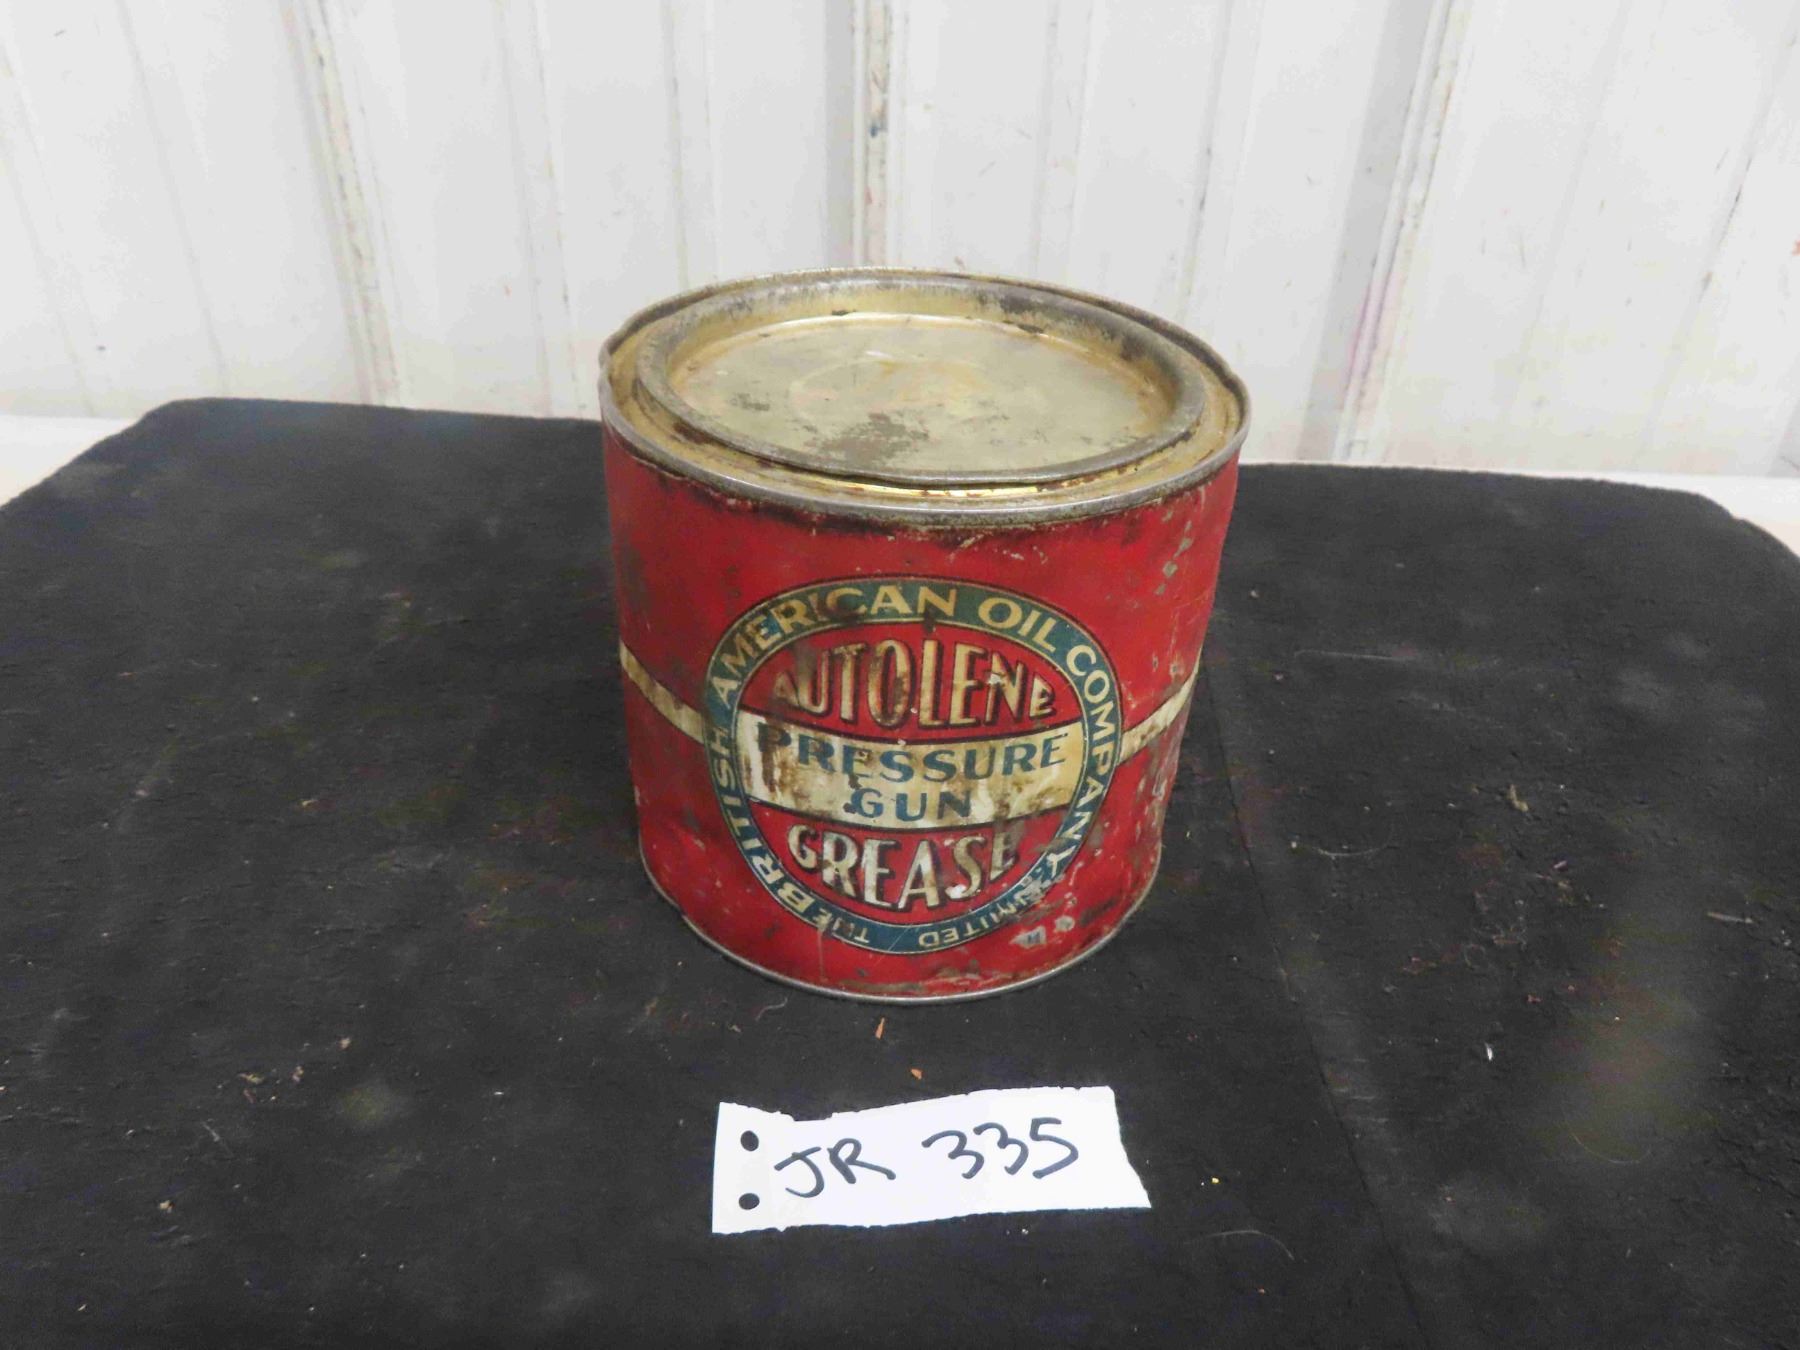 THE BRITISH AMERICAN OIL COMPANY, LIMITED
AUTOLENE
PRESSURE
GUN
GREASE
JR 335